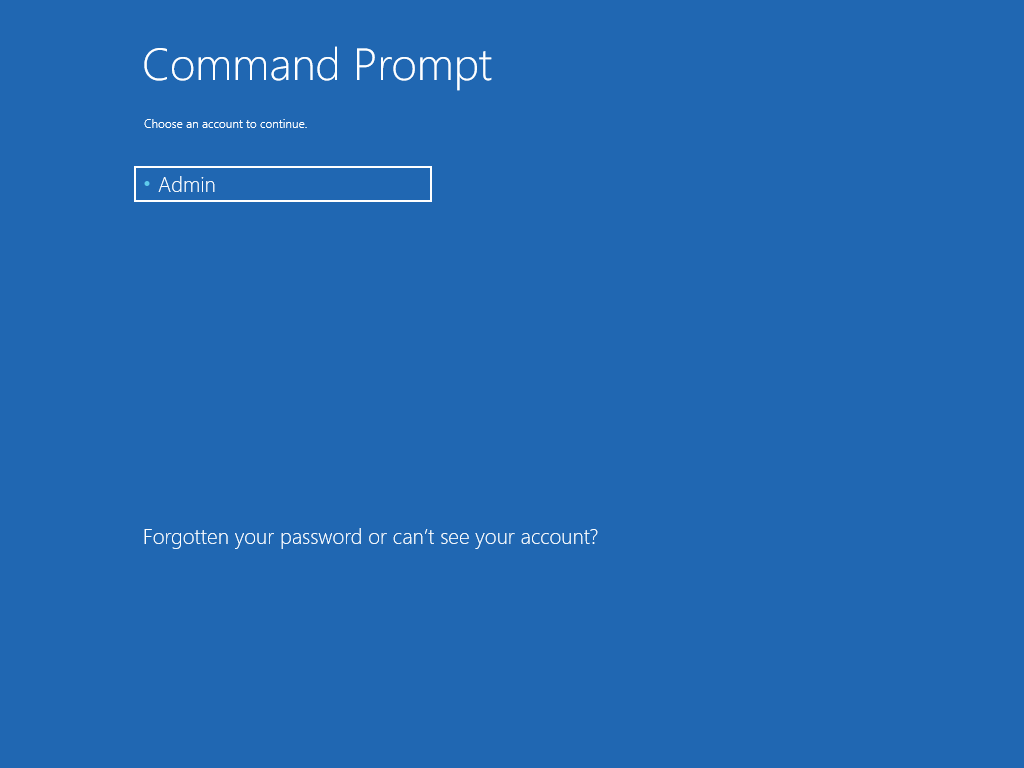 Command Prompt
Choose an account to continue.
Admin
Forgotten your password or can’t see your account?